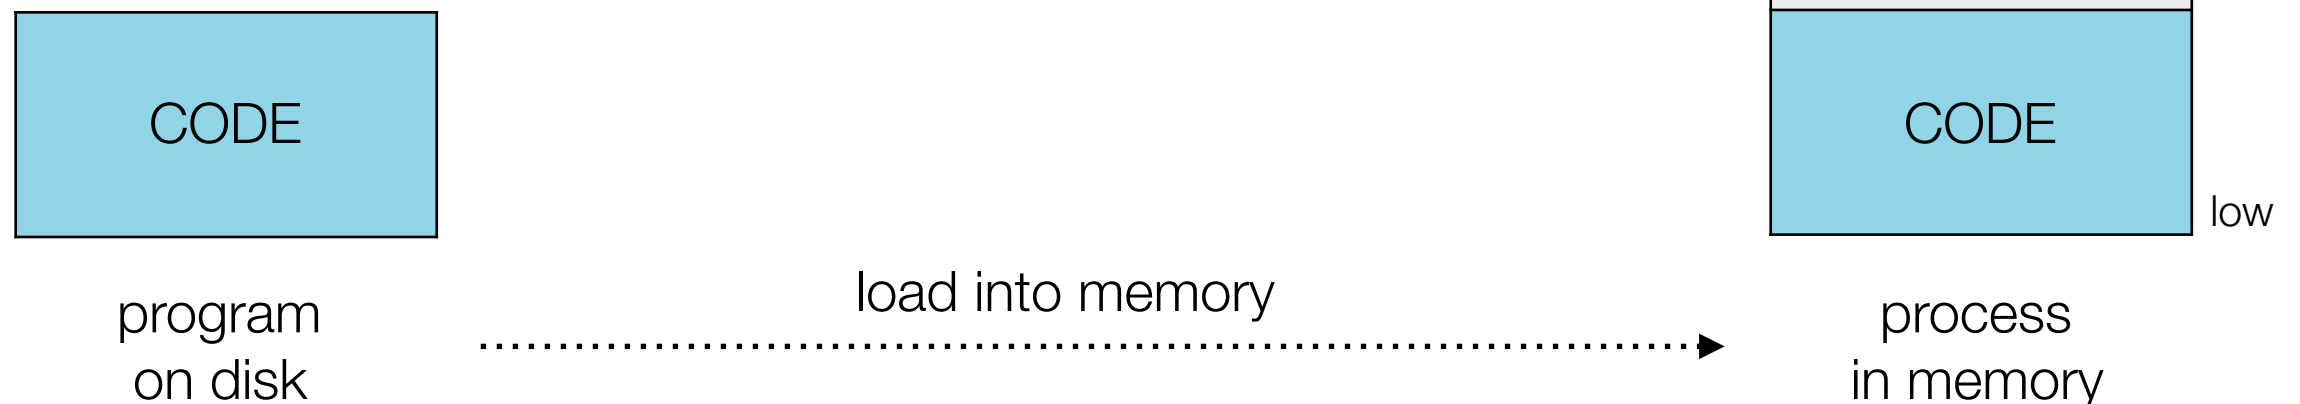 CODE
CODE
low
load into memory
program
on disk
process
in memory